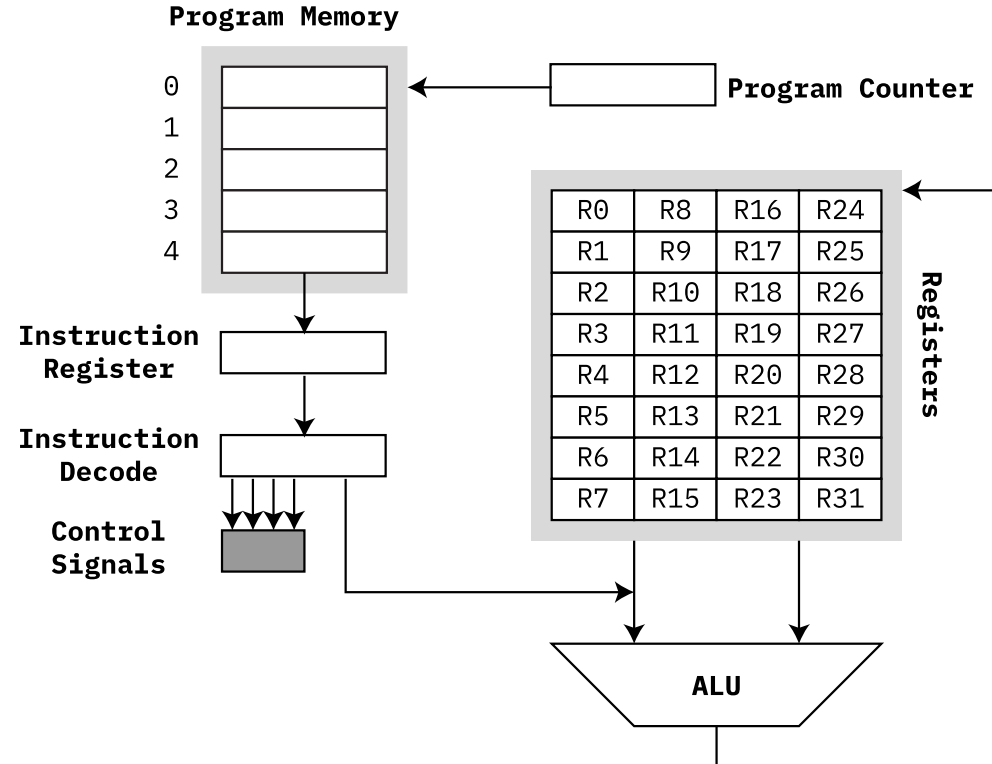 Program Memory
0
1
2
3
4
Program Counter
R0 R8 R16 R24
R1 R9 R17 R25
R2 R10 R18 R26
R3 R11 R19 R27
R4 R12 R20 R28
R5 R13 R21 R29
R6 R14 R22 R30
R7 R15 R23 R31
Registers
Instruction
Register
Instruction
Decode
Control
Signals
ALU